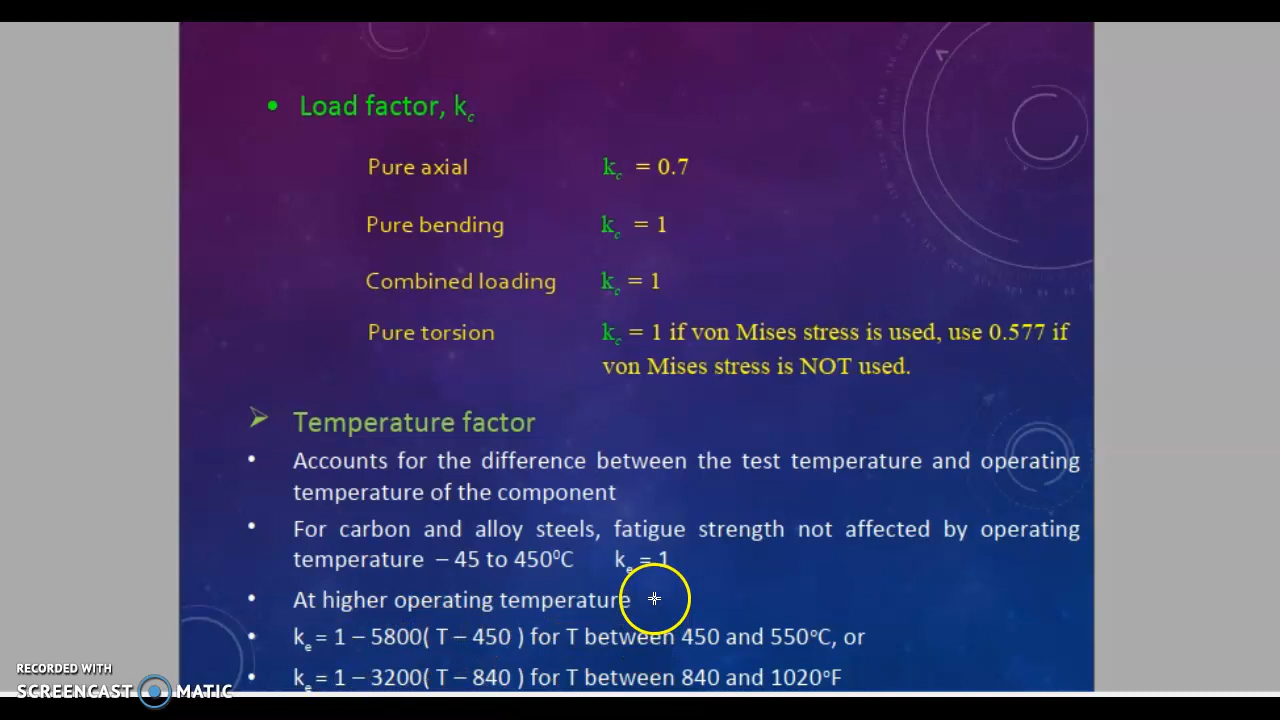 • Load factor, kc
Pure axial kc = 0.7
Pure bending kc = 1
Combined loading kc = 1
Pure torsion kc = 1 if von Mises stress is used, use 0.577 if
von Mises stress is NOT used.
➢ Temperature factor
• Accounts for the difference between the test temperature and operating
temperature of the component
• For carbon and alloy steels, fatigue strength not affected by operating
temperature – 45 to 450⁰C ke = 1
• At higher operating temperature
• ke = 1 – 5800( T – 450 ) for T between 450 and 550°C, or
• ke = 1 – 3200( T – 840 ) for T between 840 and 1020°F
RECORDED WITH
SCREENCAST MATIC